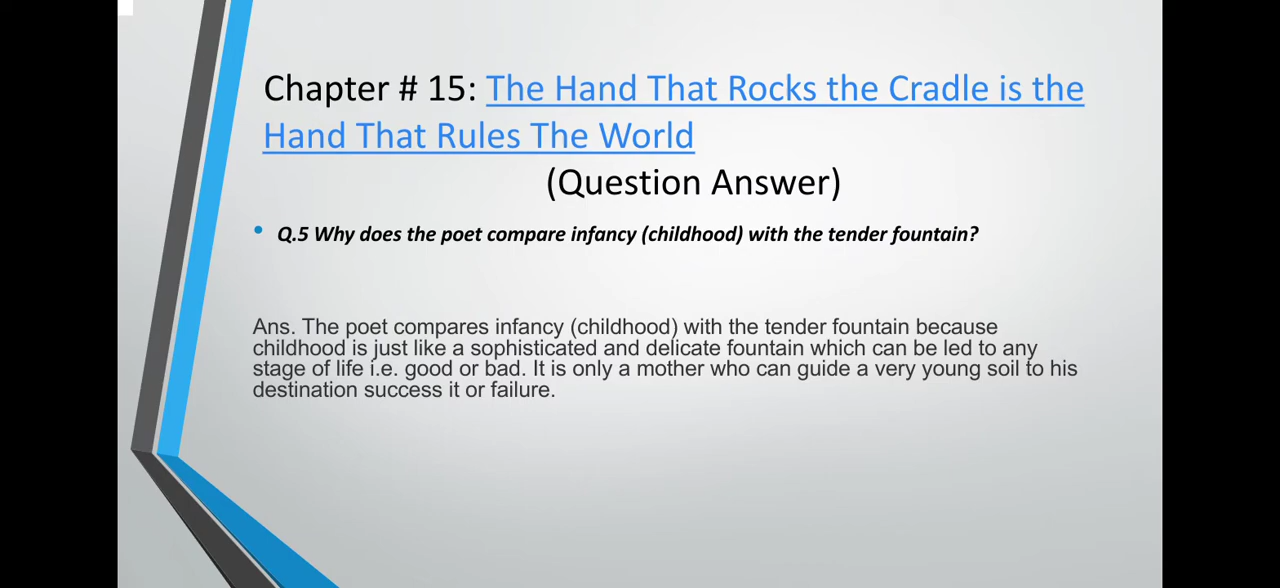 Chapter # 15: The Hand That Rocks the Cradle is the
Hand That Rules The World
(Question Answer)
• Q.5 Why does the poet compare infancy (childhood) with the tender fountain?
Ans. The poet compares infancy (childhood) with the tender fountain because
childhood is just like a sophisticated and delicate fountain which can be led to any
stage of life i.e. good or bad. It is only a mother who can guide a very young soil to his
destination success it or failure.